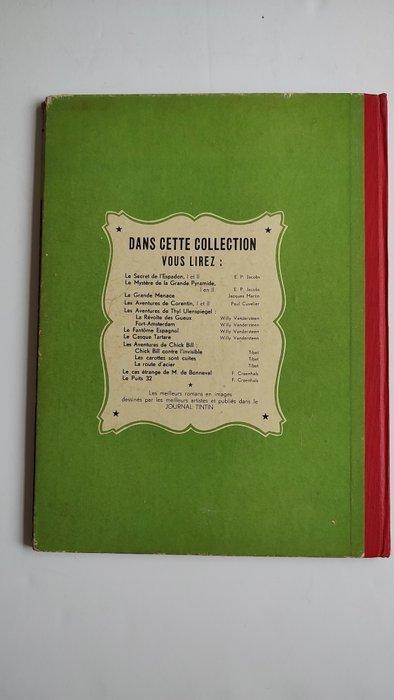 DANS CETTE COLLECTION
VOUS LIREZ :
Le Secret de l'Espadon, I et II E. P. Jacobs
Le Mystère de la Grande Pyramide,
I en II E. P. Jacobs
La Grande Menace Jacques Martin
Les Aventures de Corentin, I et II Paul Cuvelier
Les Aventures de Thyl Ulenspiegel :
La Révolte des Gueux Willy Vandersteen
Fort-Amsterdam Willy Vandersteen
Le Fantôme Espagnol Willy Vandersteen
Le Casque Tartare Willy Vandersteen
Les Aventures de Chick Bill :
Chick Bill contre l'invisible Tibet
Les carottes sont cuites Tibet
La route d'acier Tibet
Le cas étrange de M. de Bonneval F. Craenhals
Le Puits 32 F. Craenhals
Les meilleurs romans en images
dessinés par les meilleurs artistes et publiés dans le
JOURNAL TINTIN